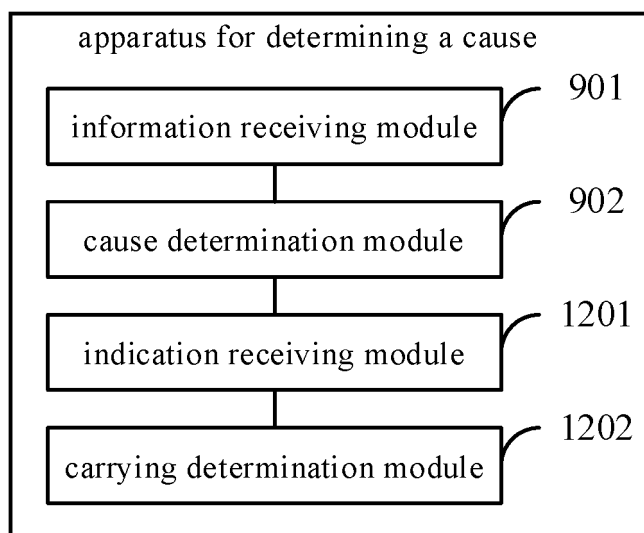 apparatus for determining a cause
901
information receiving module
902
cause determination module
1201
indication receiving module
1202
carrying determination module